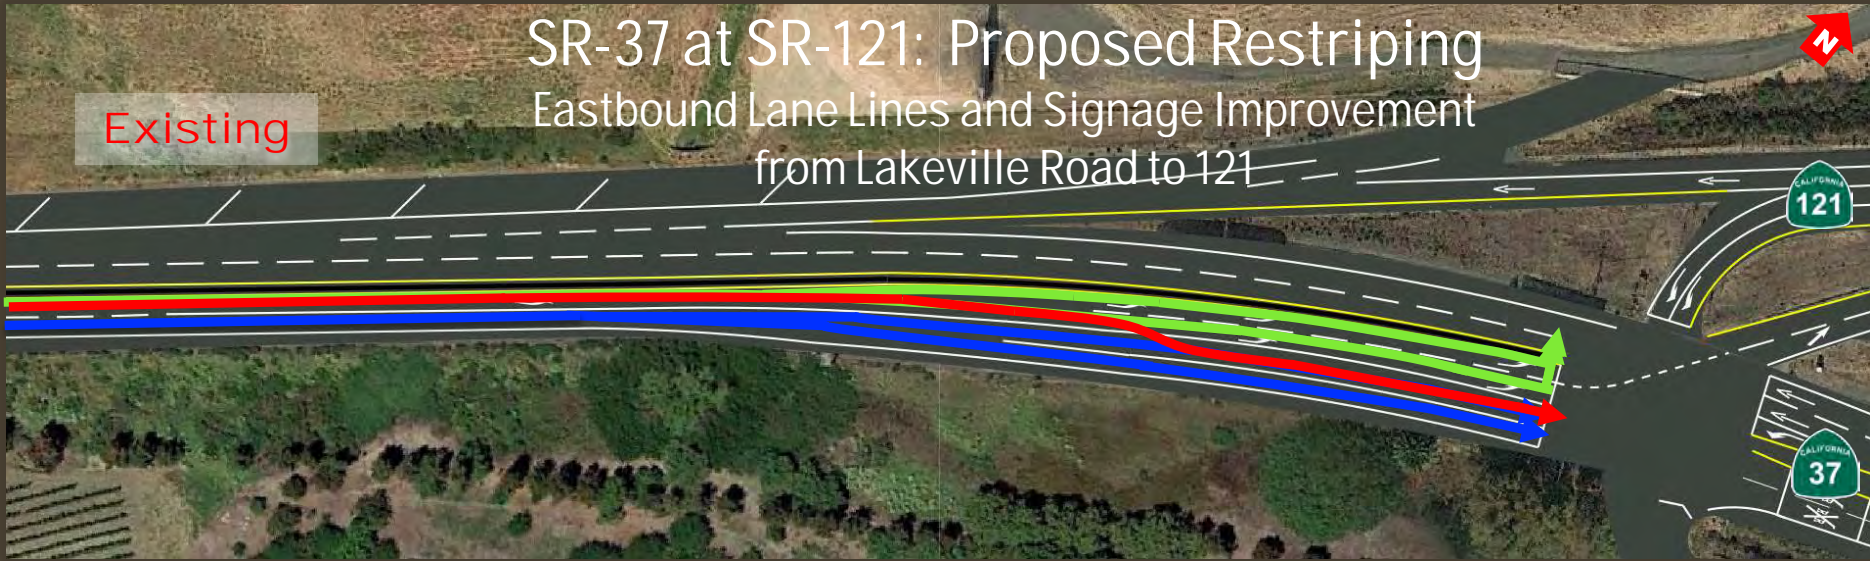 SR-37 at SR-121: Proposed Restriping
N
Existing
Eastbound Lane Lines and Signage Improvement
from Lakeville Road to 121
CALIFORNIA
121
CALIFORNIA
37